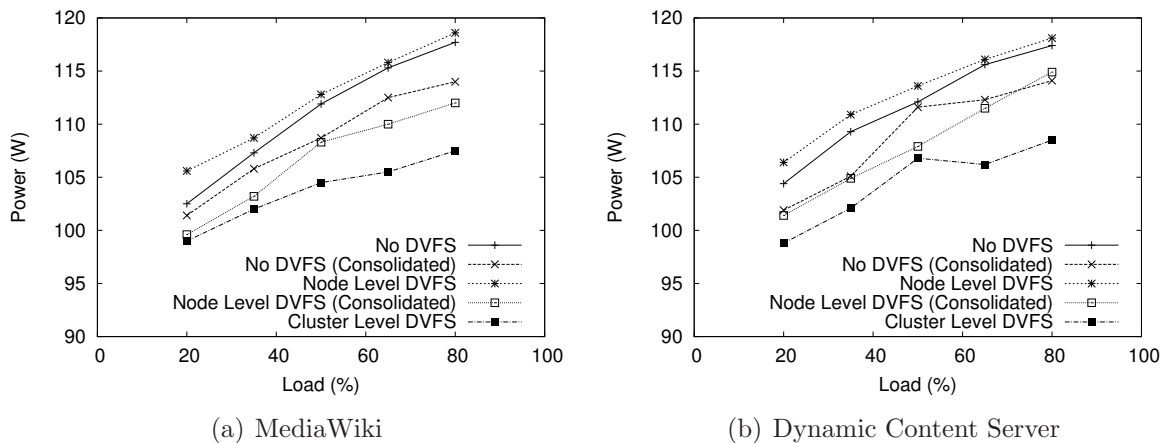 120
115
110
105
100
95
90
Power (W)
0 20 40 60 80 100
Load (%)
No DVFS
No DVFS (Consolidated)
Node Level DVFS
Node Level DVFS (Consolidated)
Cluster Level DVFS
(a) MediaWiki
120
115
110
105
100
95
90
Power (W)
0 20 40 60 80 100
Load (%)
No DVFS
No DVFS (Consolidated)
Node Level DVFS
Node Level DVFS (Consolidated)
Cluster Level DVFS
(b) Dynamic Content Server